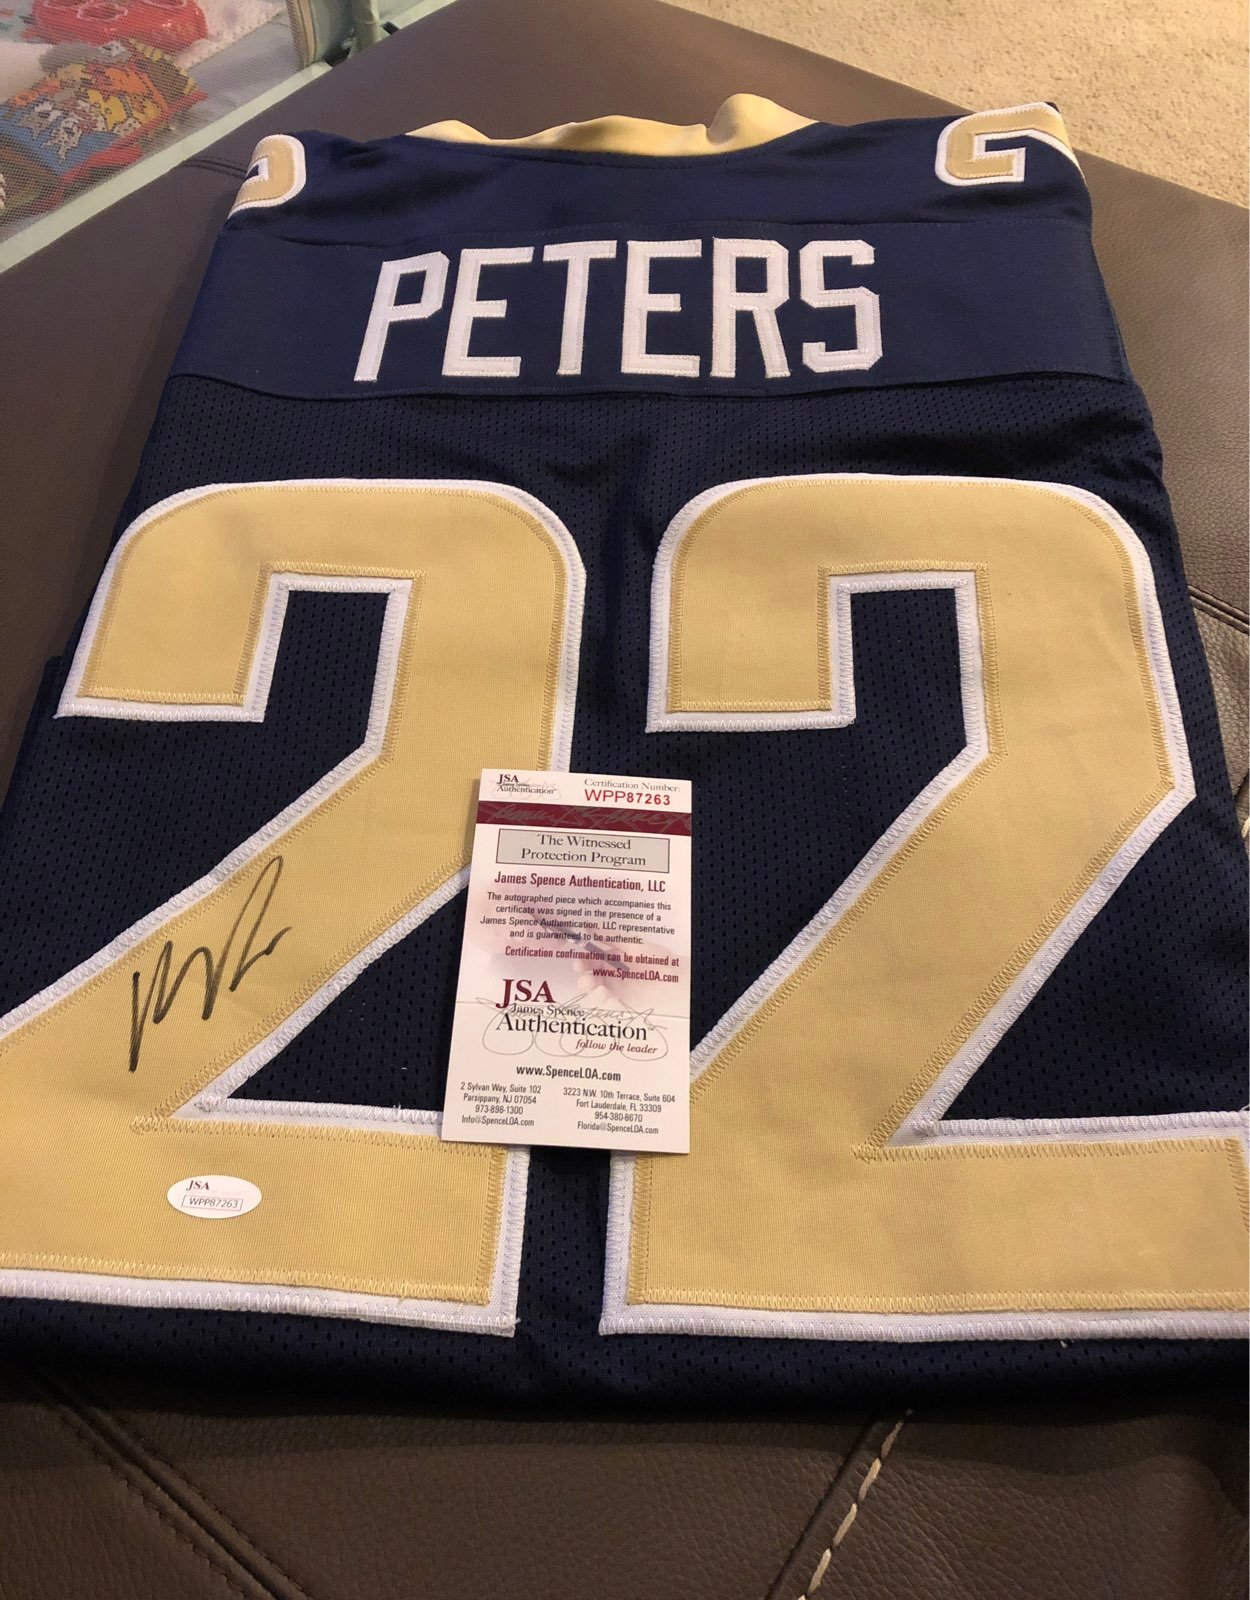 2
2
PETERS
22
JSA
Authentication™
Certification Number:
WPP87263
The Witnessed
Protection Program
James Spence Authentication, LLC
The autographed piece which accompanies this
certificate was signed in the presence of a
James Spence Authentication, LLC representative
and is guaranteed to be authentic.
Certification confirmation can be obtained at
www.SpenceLOA.com
JSA
James Spence
Authentication™
follow the leader
www.SpenceLOA.com
2 Sylvan Way, Suite 102
Parsippany, NJ 07054
973-898-1300
Info@SpenceLOA.com
3223 N.W. 10th Terrace, Suite 604
Fort Lauderdale, FL 33309
954-380-8670
Florida@SpenceLOA.com
JSA
WPP87263